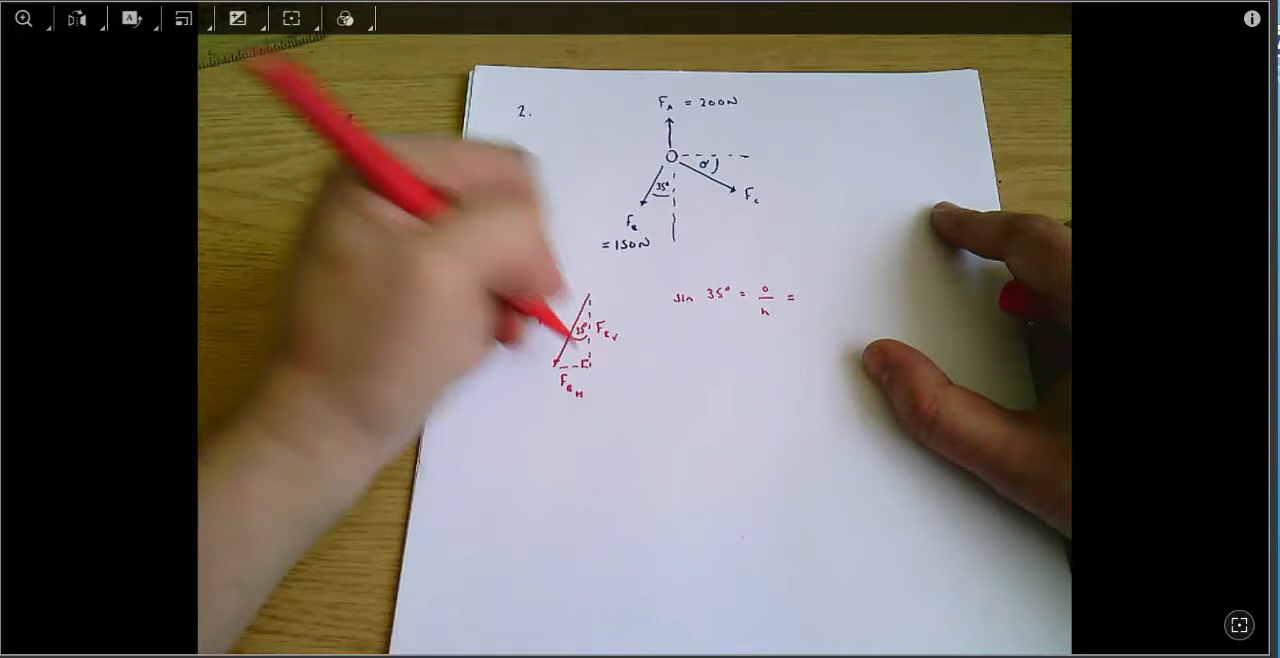 2.
F_A = 200N
α
35°
F_C
F_B
= 150N
sin 35° = o/h =
35°
F_BV
F_BH